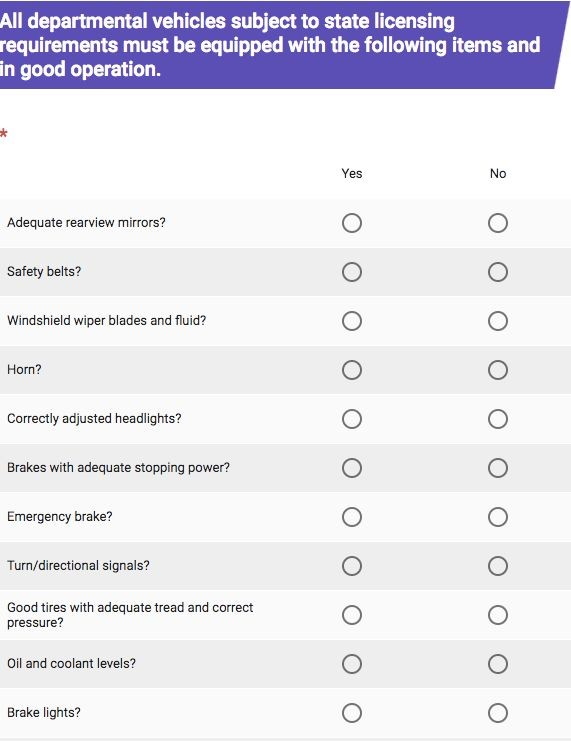 All departmental vehicles subject to state licensing
requirements must be equipped with the following items and
in good operation.
*
Yes No
Adequate rearview mirrors?
Safety belts?
Windshield wiper blades and fluid?
Horn?
Correctly adjusted headlights?
Brakes with adequate stopping power?
Emergency brake?
Turn/directional signals?
Good tires with adequate tread and correct
pressure?
Oil and coolant levels?
Brake lights?